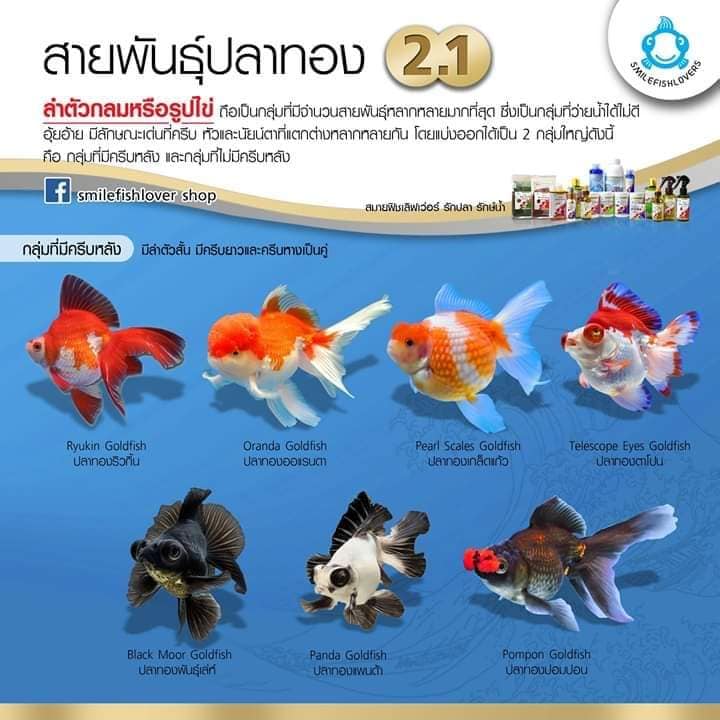 สายพันธุ์ปลาทอง 2.1
SMILEFISHLOVERS
ลำตัวกลมหรือรูปไข่ ถือเป็นกลุ่มที่มีจำนวนสายพันธุ์หลากหลายมากที่สุด ซึ่งเป็นกลุ่มที่ว่ายน้ำได้ไม่ดี
อุ้ยอ้าย มีลักษณะเด่นที่ครีบ หัวและนัยน์ตาที่แตกต่างหลากหลายกัน โดยแบ่งออกได้เป็น 2 กลุ่มใหญ่ดังนี้
คือ กลุ่มที่มีครีบหลัง และกลุ่มที่ไม่มีครีบหลัง
f smilefishlover shop
สมายฟิชเลิฟเว่อร์ รักปลา รักษ์น้ำ
กลุ่มที่มีครีบหลัง มีลำตัวสั้น มีครีบยาวและครีบหางเป็นคู่
Ryukin Goldfish
ปลาทองริวกิ้น
Oranda Goldfish
ปลาทองออแรนดา
Pearl Scales Goldfish
ปลาทองเกล็ดแก้ว
Telescope Eyes Goldfish
ปลาทองตาโปน
Black Moor Goldfish
ปลาทองพันธุ์เล่ห์
Panda Goldfish
ปลาทองแพนด้า
Pompon Goldfish
ปลาทองปอมปอน